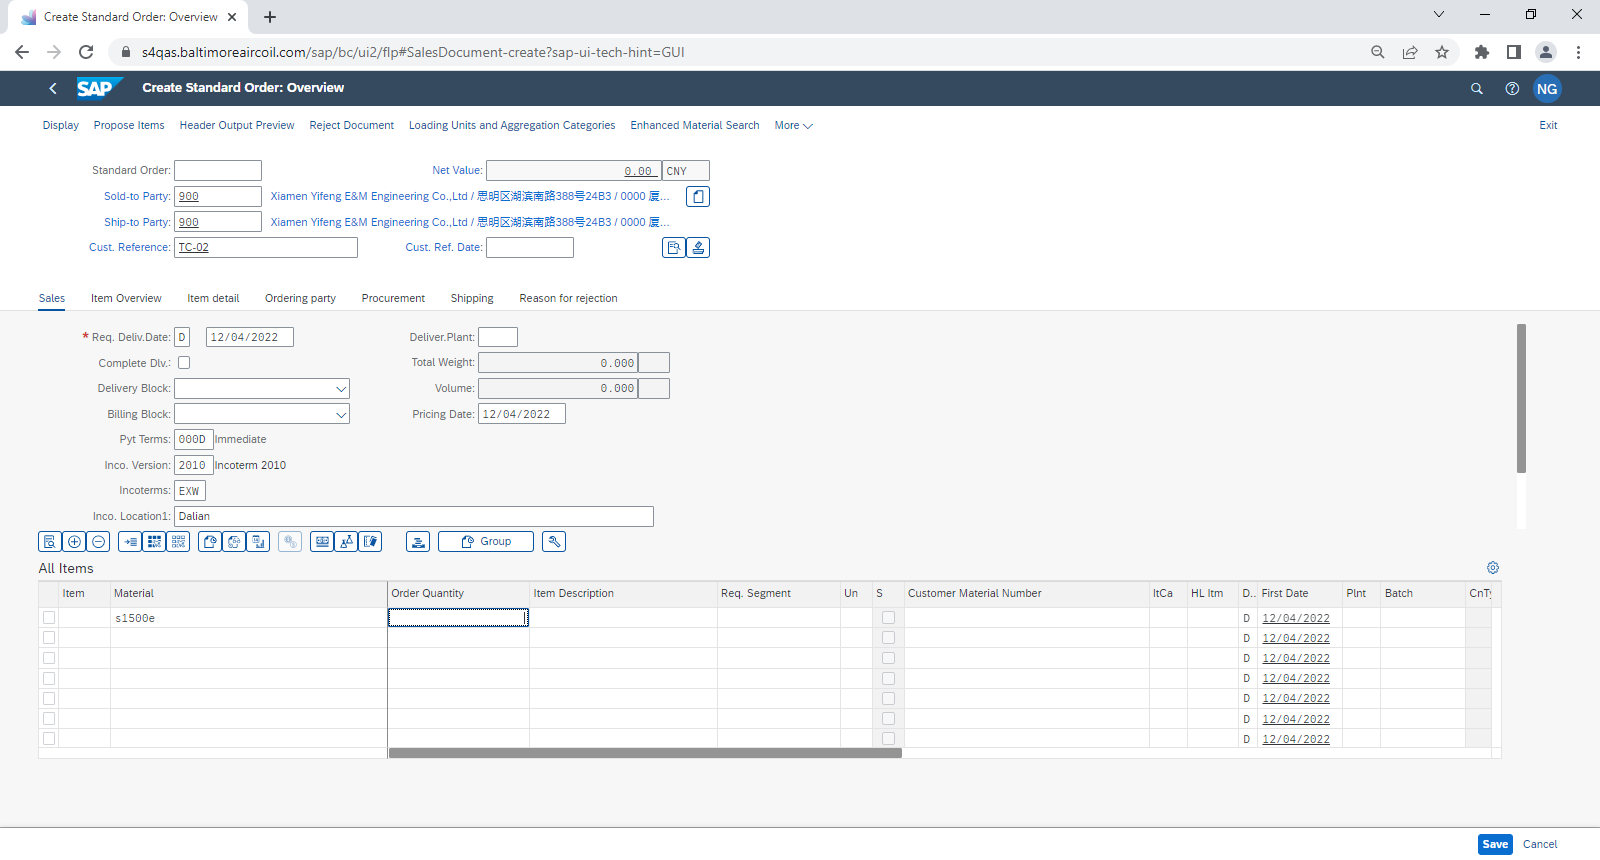 Create Standard Order: Overview
s4qas.baltimoreaircoil.com/sap/bc/ui2/flp#SalesDocument-create?sap-ui-tech-hint=GUI
SAP Create Standard Order: Overview NG
Display Propose Items Header Output Preview Reject Document Loading Units and Aggregation Categories Enhanced Material Search More Exit
Standard Order: Net Value: 0.00 CNY
Sold-to Party: 900 Xiamen Yifeng E&M Engineering Co.,Ltd / 思明区湖滨南路388号24B3 / 0000 厦...
Ship-to Party: 900 Xiamen Yifeng E&M Engineering Co.,Ltd / 思明区湖滨南路388号24B3 / 0000 厦...
Cust. Reference: TC-02 Cust. Ref. Date:
Sales Item Overview Item detail Ordering party Procurement Shipping Reason for rejection
* Req. Deliv.Date: D 12/04/2022 Deliver.Plant:
Complete Dlv.: Total Weight: 0.000
Delivery Block: Volume: 0.000
Billing Block: Pricing Date: 12/04/2022
Pyt Terms: 000D Immediate
Inco. Version: 2010 Incoterm 2010
Incoterms: EXW
Inco. Location1: Dalian
Group
All Items
Item Material Order Quantity Item Description Req. Segment Un S Customer Material Number ItCa HL Itm D.. First Date Plnt Batch CnTy
s1500e D 12/04/2022
D 12/04/2022
D 12/04/2022
D 12/04/2022
D 12/04/2022
D 12/04/2022
D 12/04/2022
Save Cancel